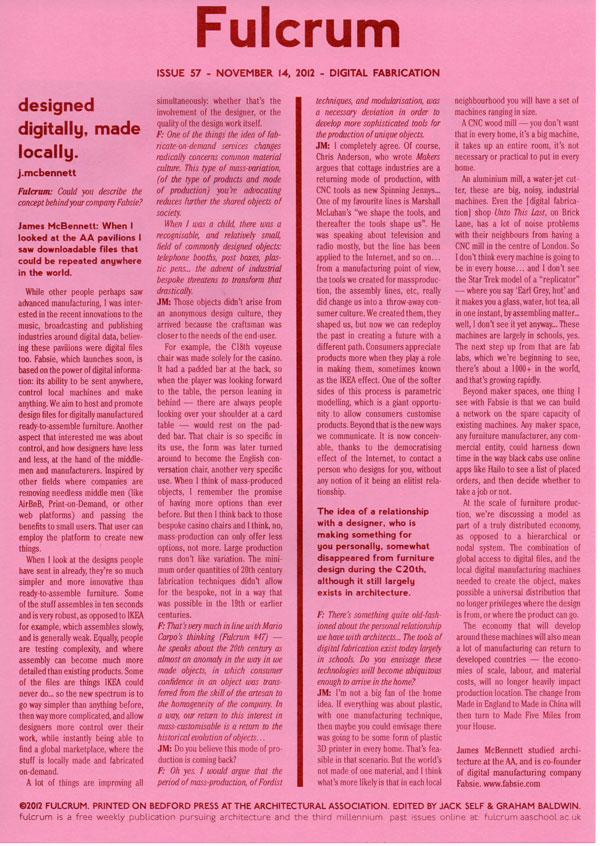 Fulcrum
ISSUE 57 - NOVEMBER 14, 2012 - DIGITAL FABRICATION
designed
digitally, made
locally.
j.mcbennett
Fulcrum: Could you describe the
concept behind your company Fabsie?
James McBennett: When I
looked at the AA pavilions I
saw downloadable files that
could be repeated anywhere
in the world.
While other people perhaps saw
advanced manufacturing, I was inter-
ested in the recent innovations to the
music, broadcasting and publishing
industries around digital data, believ-
ing these pavilions were digital files
too. Fabsie, which launches soon, is
based on the power of digital informa-
tion: its ability to be sent anywhere,
control local machines and make
anything. We aim to host and promote
design files for digitally manufactured
ready-to-assemble furniture. Another
aspect that interested me was about
control, and how designers have less
and less, at the hand of the middle-
men and manufacturers. Inspired by
other fields where companies are
removing needless middle men (like
AirBnB, Print-on-Demand, or other
web platforms) and passing the
benefits to small users. That user can
employ the platform to create new
things.
When I look at the designs people
have sent in already, they're so much
simpler and more innovative than
ready-to-assemble furniture. Some
of the stuff assembles in ten seconds
and is very robust, as opposed to IKEA
for example, which assembles slowly,
and is generally weak. Equally, people
are testing complexity, and where
assembly can become much more
detailed than existing products. Some
of the files are things IKEA could
never do... so the new spectrum is to
go way simpler than anything before,
then way more complicated, and allow
designers more control over their
work, while instantly being able to
find a global marketplace, where the
stuff is locally made and fabricated
on-demand.
A lot of things are improving all
simultaneously: whether that's the
involvement of the designer, or the
quality of the design work itself.
F: One of the things the idea of fab-
ricate-on-demand services changes
radically concerns common material
culture. This type of mass-variation,
(of the type of products and mode
of production) you're advocating
reduces further the shared objects of
society.
When I was a child, there was a
recognisable, and relatively small,
field of commonly designed objects:
telephone booths, post boxes, plas-
tic pens... the advent of industrial
bespoke threatens to transform that
drastically.
JM: Those objects didn't arise from
an anonymous design culture, they
arrived because the craftsman was
closer to the needs of the end-user.
For example, the C18th voyeuse
chair was made solely for the casino.
It had a padded bar at the back, so
when the player was looking forward
to the table, the person leaning in
behind — there are always people
looking over your shoulder at a card
table — would rest on the pad-
ded bar. That chair is so specific in
its use, the form was later turned
around to become the English con-
versation chair, another very specific
use. When I think of mass-produced
objects, I remember the promise
of having more options than ever
before. But then I think back to those
bespoke casino chairs and I think, no,
mass-production can only offer less
options, not more. Large production
runs don't like variation. The mini-
mum order quantities of 20th century
fabrication techniques didn't allow
for the bespoke, not in a way that
was possible in the 19th or earlier
centuries.
F: That's very much in line with Mario
Carpo's thinking (Fulcrum #47) —
he speaks about the 20th century as
almost an anomaly in the way in we
made objects, in which consumer
confidence in an object was trans-
ferred from the skill of the artesan to
the homogeneity of the company. In
a way, our return to this interest in
mass-customisable is a return to the
historical evolution of objects...
JM: Do you believe this mode of pro-
duction is coming back?
F: Oh yes. I would argue that the
period of mass-production, of Fordist
techniques, and modularisation, was
a necessary deviation in order to
develop more sophisticated tools for
the production of unique objects.
JM: I completely agree. Of course,
Chris Anderson, who wrote Makers
argues that cottage industries are a
returning mode of production, with
CNC tools as new Spinning Jennys...
One of my favourite lines is Marshall
McLuhan's "we shape the tools, and
thereafter the tools shape us". He
was speaking about television and
radio mostly, but the line has been
applied to the Internet, and so on...
from a manufacturing point of view,
the tools we created for massproduc-
tion, the assembly lines, etc, really
did change us into a throw-away con-
sumer culture. We created them, they
shaped us, but now we can redeploy
the past in creating a future with a
different path. Consumers appreciate
products more when they play a role
in making them, sometimes known
as the IKEA effect. One of the softer
sides of this process is parametric
modelling, which is a giant opportu-
nity to allow consumers customise
products. Beyond that is the new ways
we communicate. It is now conceiv-
able, thanks to the democratising
effect of the Internet, to contact a
person who designs for you, without
any notion of it being an elitist rela-
tionship.
The idea of a relationship
with a designer, who is
making something for
you personally, somewhat
disappeared from furniture
design during the C20th,
although it still largely
exists in architecture.
F: There's something quite old-fash-
ioned about the personal relationship
we have with architects... The tools of
digital fabrication exist today largely
in schools. Do you envisage these
technologies will become ubiquitous
enough to arrive in the home?
JM: I'm not a big fan of the home
idea. If everything was about plastic,
with one manufacturing technique,
then maybe you could envisage there
was going to be some form of plastic
3D printer in every home. That's fea-
sible in that scenario. But the world's
not made of one material, and I think
what's more likely is that in each local
neighbourhood you will have a set of
machines ranging in size.
A CNC wood mill — you don't want
that in every home, it's a big machine,
it takes up an entire room, it's not
necessary or practical to put in every
home.
An aluminium mill, a water-jet cut-
ter, these are big, noisy, industrial
machines. Even the [digital fabrica-
tion] shop Unto This Last, on Brick
Lane, has a lot of noise problems
with their neighbours from having a
CNC mill in the centre of London. So
I don't think every machine is going to
be in every house... and I don't see
the Star Trek model of a "replicator"
— where you say 'Earl Grey, hot' and
it makes you a glass, water, hot tea, all
in one instant, by assembling matter...
well, I don't see it yet anyway... These
machines are largely in schools, yes.
The next step up from that are fab
labs, which we're beginning to see,
there's about a 1000+ in the world,
and that's growing rapidly.
Beyond maker spaces, one thing I
see with Fabsie is that we can build
a network on the spare capacity of
existing machines. Any maker space,
any furniture manufacturer, any com-
mercial entity, could harness down
time in the way black cabs use online
apps like Hailo to see a list of placed
orders, and then decide whether to
take a job or not.
At the scale of furniture produc-
tion, we're discussing a model as
part of a truly distributed economy,
as opposed to a hierarchical or
nodal system. The combination of
global access to digital files, and the
local digital manufacturing machines
needed to create the object, makes
possible a universal distribution that
no longer privileges where the design
is from, or where the product can go.
The economy that will develop
around these machines will also mean
a lot of manufacturing can return to
developed countries — the econo-
mies of scale, labour, and material
costs, will no longer heavily impact
production location. The change from
Made in England to Made in China will
then turn to Made Five Miles from
your House.
James McBennett studied archi-
tecture at the AA, and is co-founder
of digital manufacturing company
Fabsie. www.fabsie.com
©2012 FULCRUM. PRINTED ON BEDFORD PRESS AT THE ARCHITECTURAL ASSOCIATION. EDITED BY JACK SELF & GRAHAM BALDWIN.
fulcrum is a free weekly publication pursuing architecture and the third millennium. past issues online at: fulcrum.aaschool.ac.uk